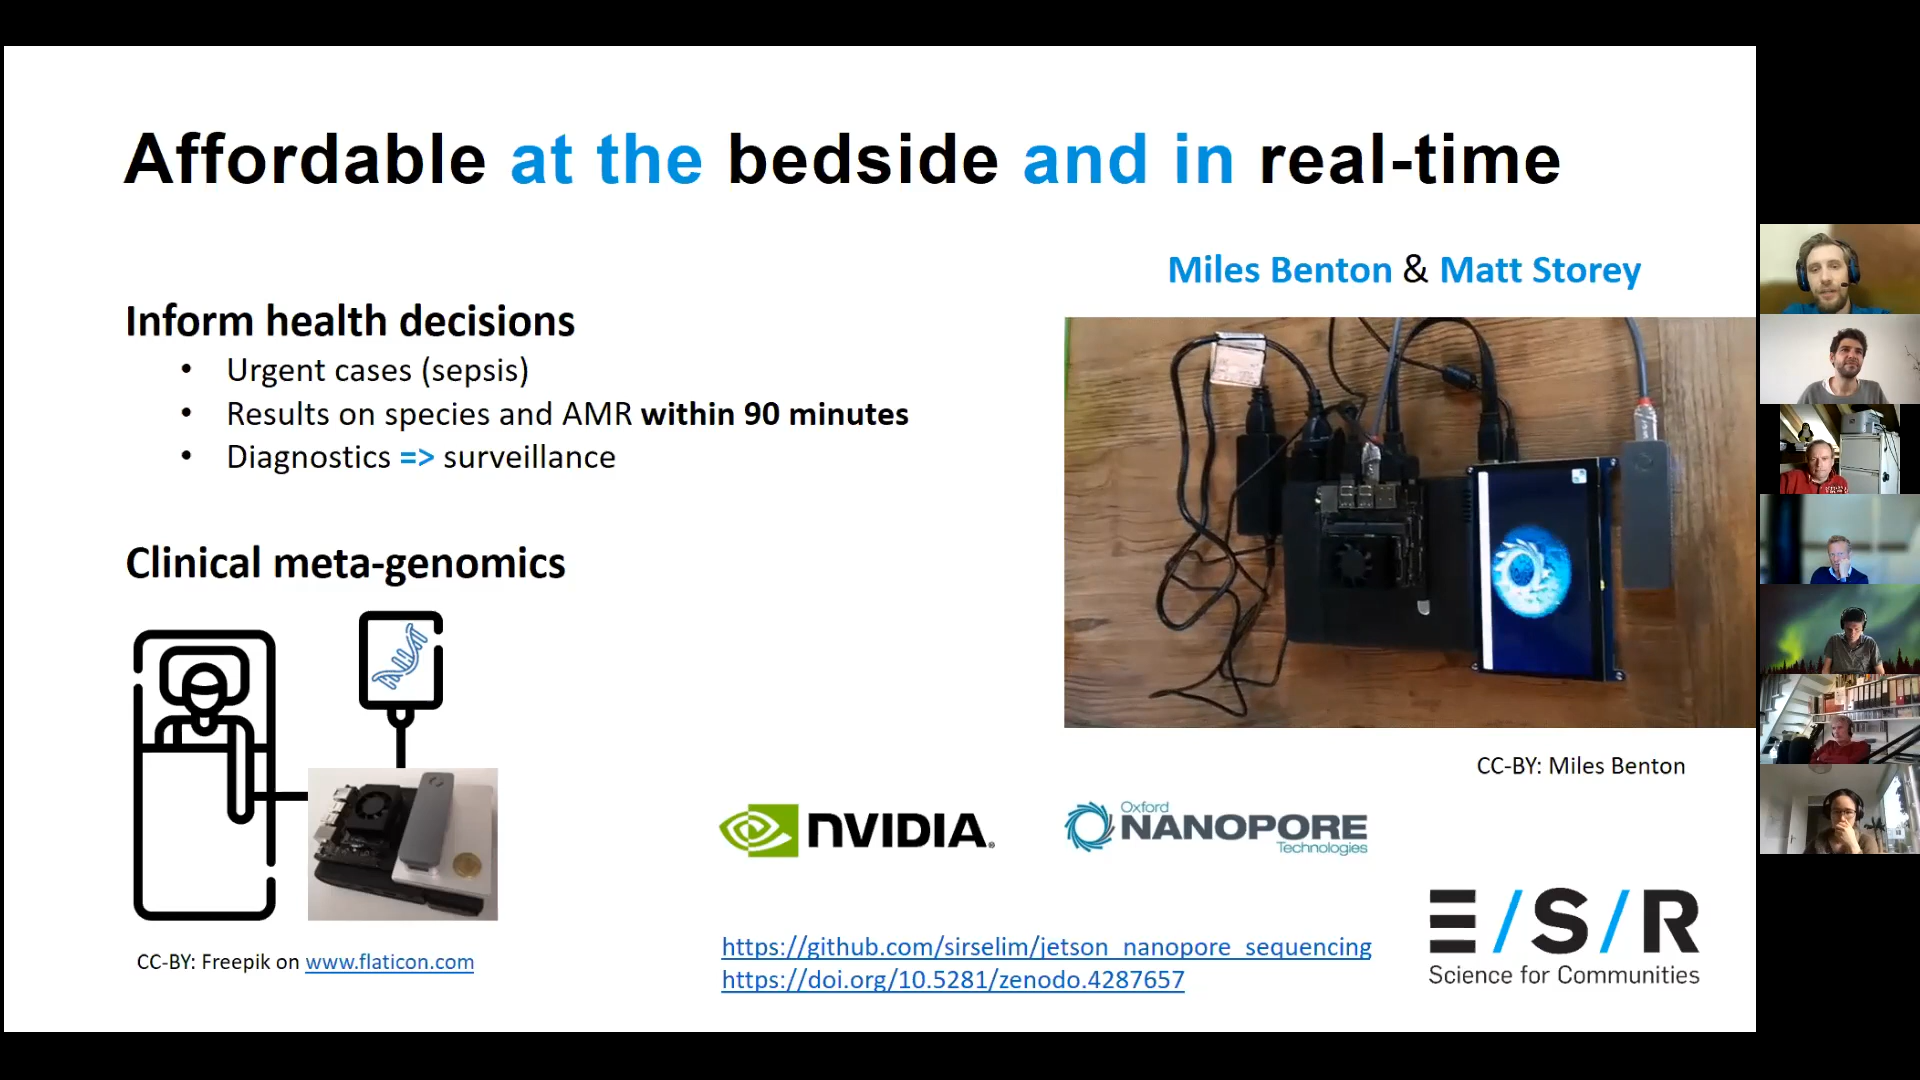 Affordable at the bedside and in real-time
Miles Benton & Matt Storey
Inform health decisions
• Urgent cases (sepsis)
• Results on species and AMR within 90 minutes
• Diagnostics => surveillance
Clinical meta-genomics
CC-BY: Miles Benton
NVIDIA®
Oxford
NANOPORE
Technologies
E/S/R
Science for Communities
https://github.com/sirselim/jetson_nanopore_sequencing
https://doi.org/10.5281/zenodo.4287657
CC-BY: Freepik on www.flaticon.com